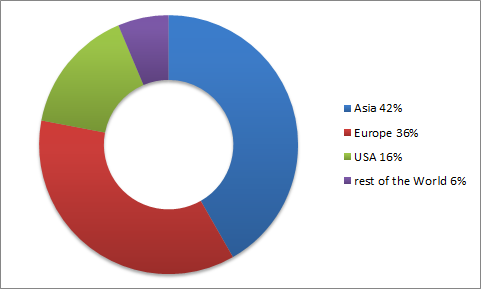 Asia 42%
Europe 36%
USA 16%
rest of the World 6%